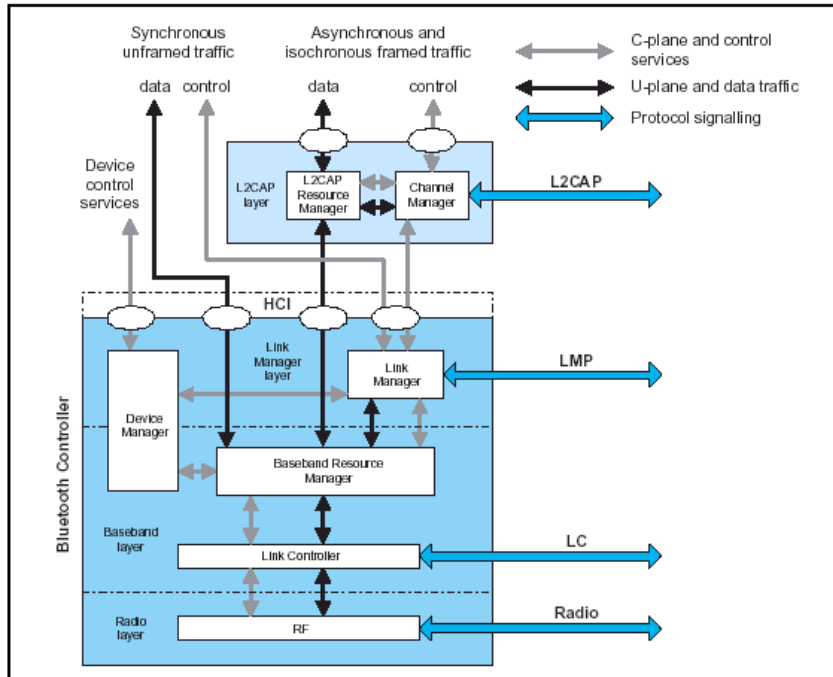 Synchronous
unframed traffic
data control
Asynchronous and
isochronous framed traffic
data control
C-plane and control
services
U-plane and data traffic
Protocol signalling
Device
control
services
L2CAP
layer
L2CAP
Resource
Manager
Channel
Manager
L2CAP
HCI
Bluetooth Controller
Link
Manager
layer
Link
Manager
LMP
Device
Manager
Baseband Resource
Manager
Baseband
layer
Link Controller
LC
Radio
layer
RF
Radio